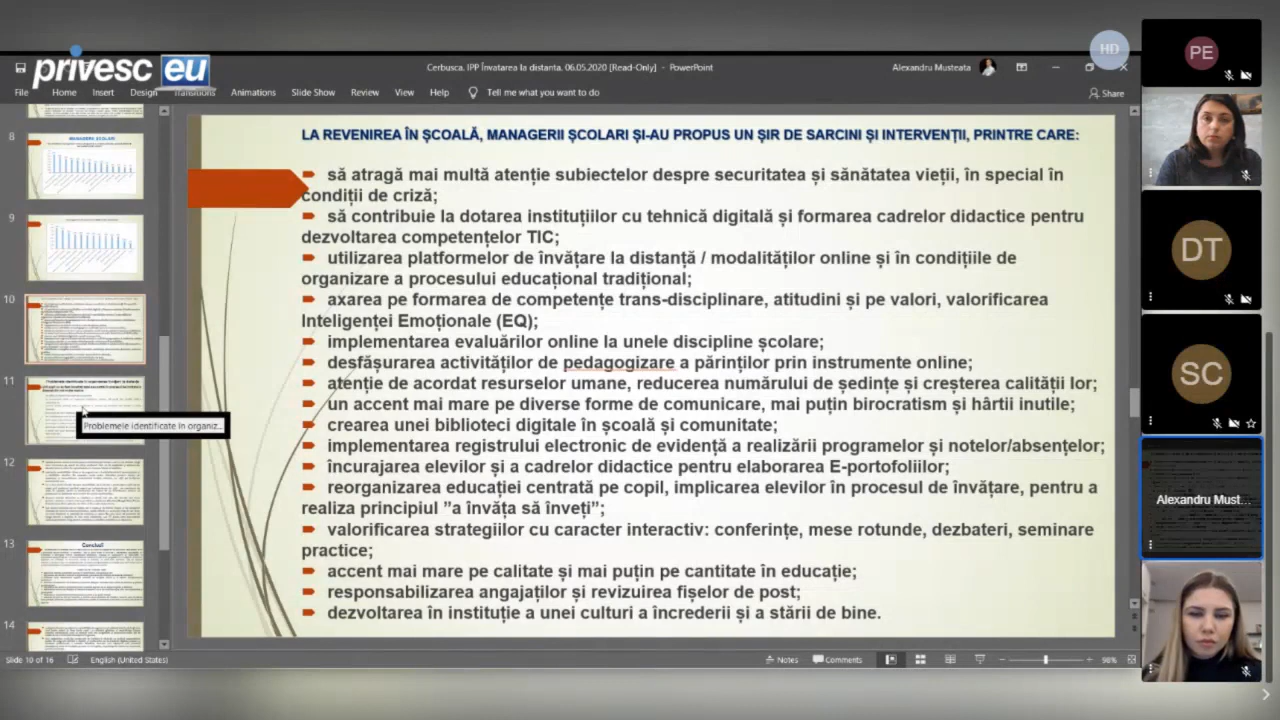 privesc eu
Cerbusca. IPP Învatarea la distanta. 06.05.2020 [Read-Only] - PowerPoint
Alexandru Musteata
HD
PE
File Home Insert Design Transitions Animations Slide Show Review View Help Tell me what you want to do
Share
8
MANAGERII ȘCOLARI
9
10
11
Problemele identificate în organiz...
12
13
Concluzii
14
LA REVENIREA ÎN ȘCOALĂ, MANAGERII ȘCOLARI ȘI-AU PROPUS UN ȘIR DE SARCINI ȘI INTERVENȚII, PRINTRE CARE:
să atragă mai multă atenție subiectelor despre securitatea și sănătatea vieții, în special în
condiții de criză;
să contribuie la dotarea instituțiilor cu tehnică digitală și formarea cadrelor didactice pentru
dezvoltarea competențelor TIC;
utilizarea platformelor de învățare la distanță / modalităților online și în condițiile de
organizare a procesului educațional tradițional;
axarea pe formare de competențe trans-discipline, atitudini și pe valori, valorificarea
Inteligenței Emoționale (EQ);
implementarea evaluărilor online la unele discipline școlare;
desfășurarea activităților de pedagogizare a părinților prin instrumente online;
atenție de acordat resurselor umane, reducerea numărului de ședințe și creșterea calității lor;
un accent mai mare pe diverse forme de comunicare, mai puțin birocratism și hârtii inutile;
crearea unei biblioteci digitale în școală și comunitate;
implementarea registrului electronic de evidență a realizării programelor și notelor/absențelor;
încurajarea elevilor și a cadrelor didactice pentru elaborarea E-portofoliilor;
organizarea educației centrată pe copil, implicarea elevilor în procesul de învățare, pentru a
realiza principiul ”a învăța să înveți”;
valorificarea strategiilor cu caracter interactiv: conferințe, mese rotunde, dezbateri, seminare
practice;
accent mai mare pe calitate și mai puțin pe cantitate în educație;
responsabilizarea angajaților și revizuirea fișelor de post;
dezvoltarea în instituție a unei culturi a încrederii și a stării de bine.
DT
SC
Alexandru Must...
Slide 10 of 16 English (United States)
Notes Comments 98%